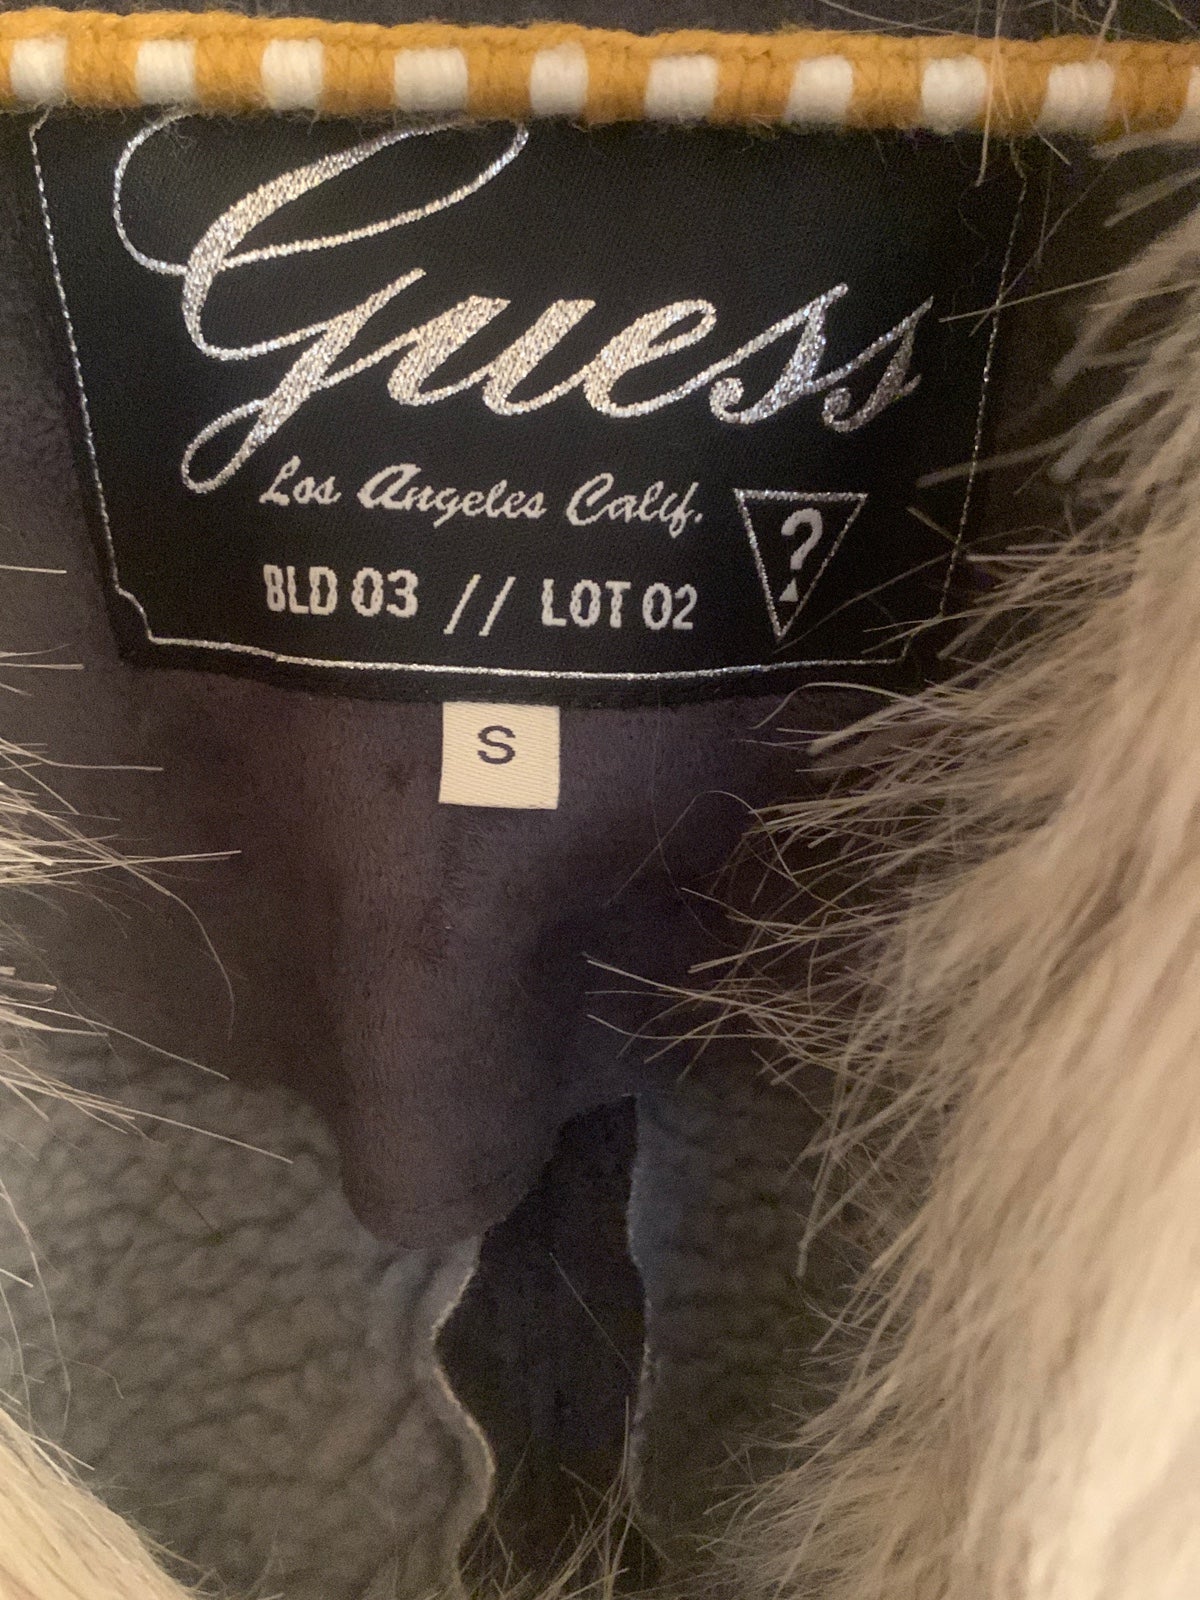 Guess
Los Angeles Calif.
?
BLD 03 // LOT 02
S